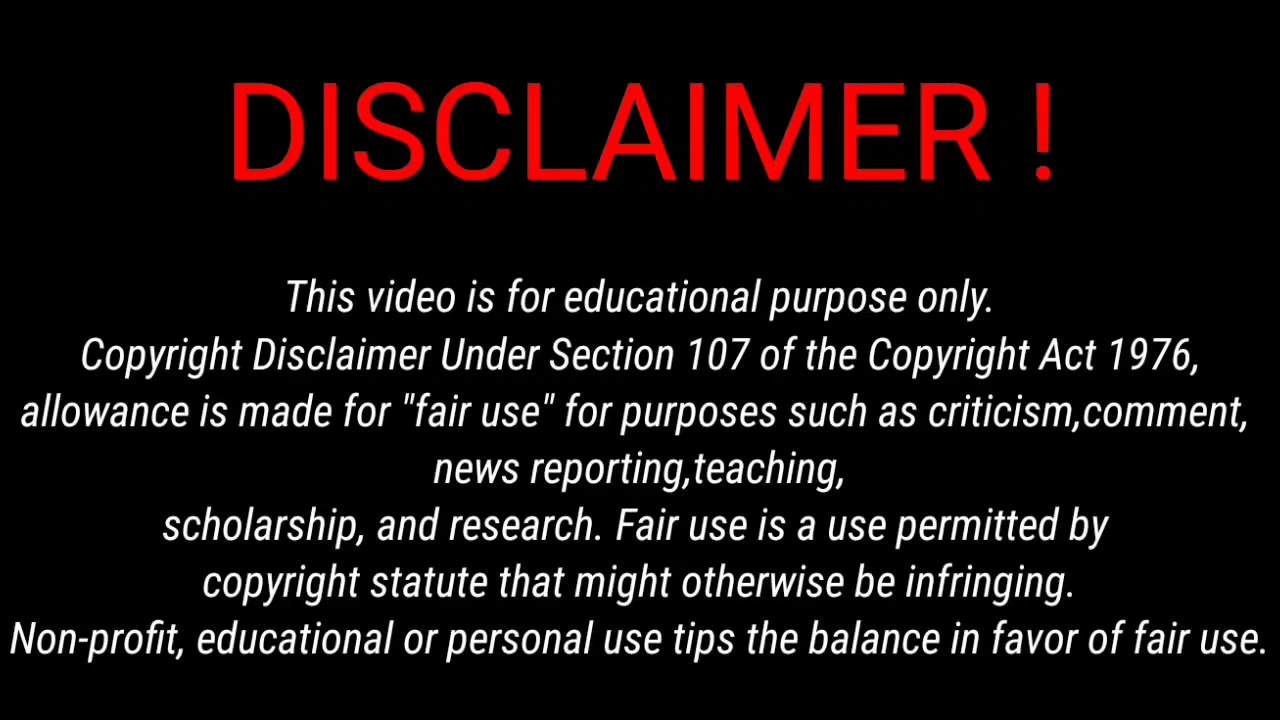 DISCLAIMER !
This video is for educational purpose only.
Copyright Disclaimer Under Section 107 of the Copyright Act 1976,
allowance is made for "fair use" for purposes such as criticism,comment,
news reporting,teaching,
scholarship, and research. Fair use is a use permitted by
copyright statute that might otherwise be infringing.
Non-profit, educational or personal use tips the balance in favor of fair use.